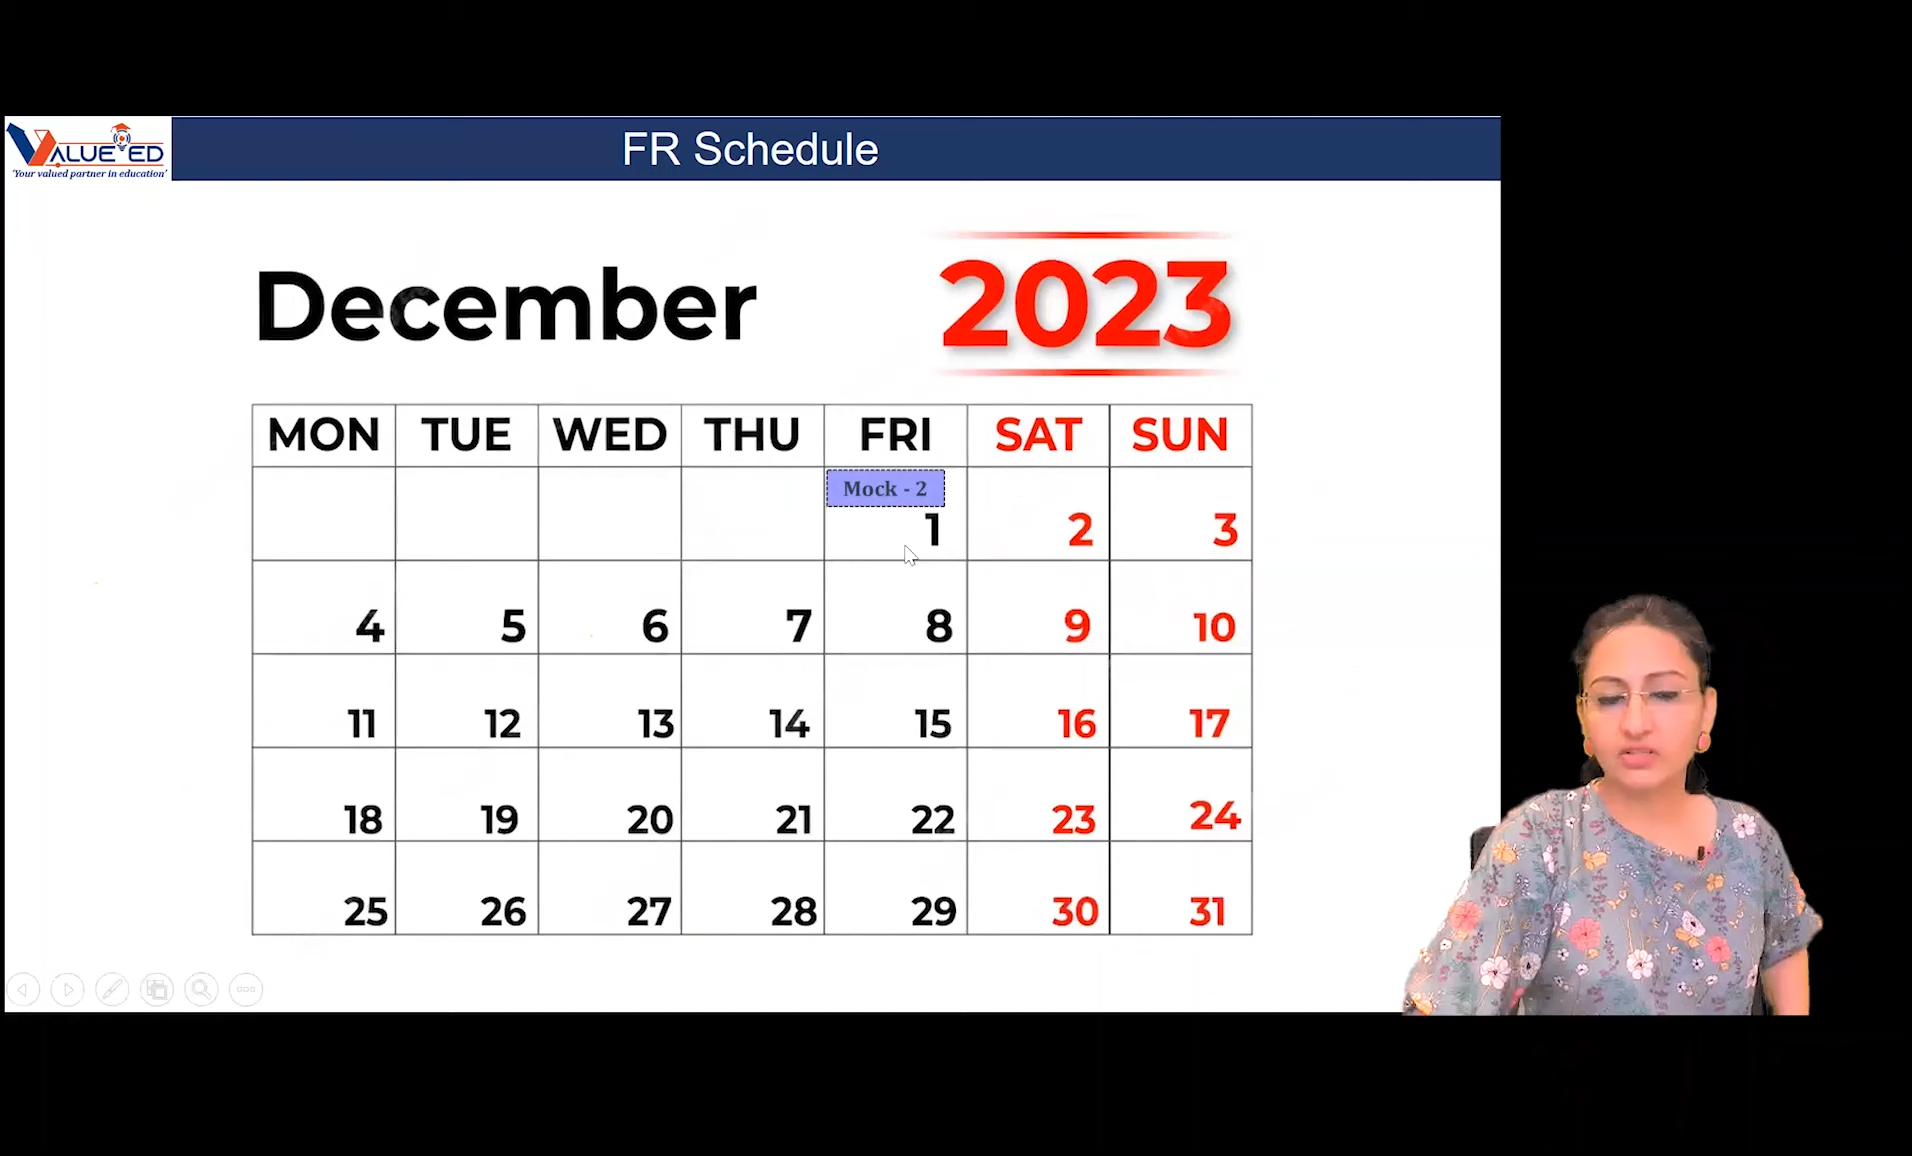 VALUE ED
'Your valued partner in education'
FR Schedule
December 2023
MON TUE WED THU FRI SAT SUN
Mock - 2
1 2 3
4 5 6 7 8 9 10
11 12 13 14 15 16 17
18 19 20 21 22 23 24
25 26 27 28 29 30 31